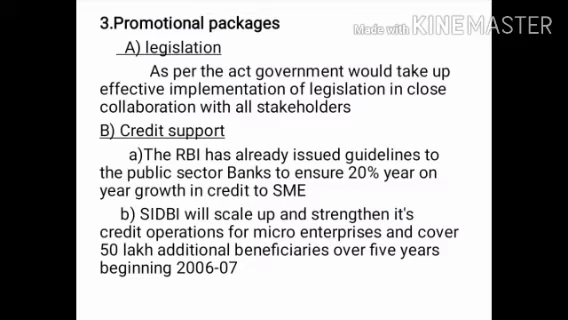 3.Promotional packages
Made with KINEMASTER
A) legislation
As per the act government would take up
effective implementation of legislation in close
collaboration with all stakeholders
B) Credit support
a)The RBI has already issued guidelines to
the public sector Banks to ensure 20% year on
year growth in credit to SME
b) SIDBI will scale up and strengthen it's
credit operations for micro enterprises and cover
50 lakh additional beneficiaries over five years
beginning 2006-07